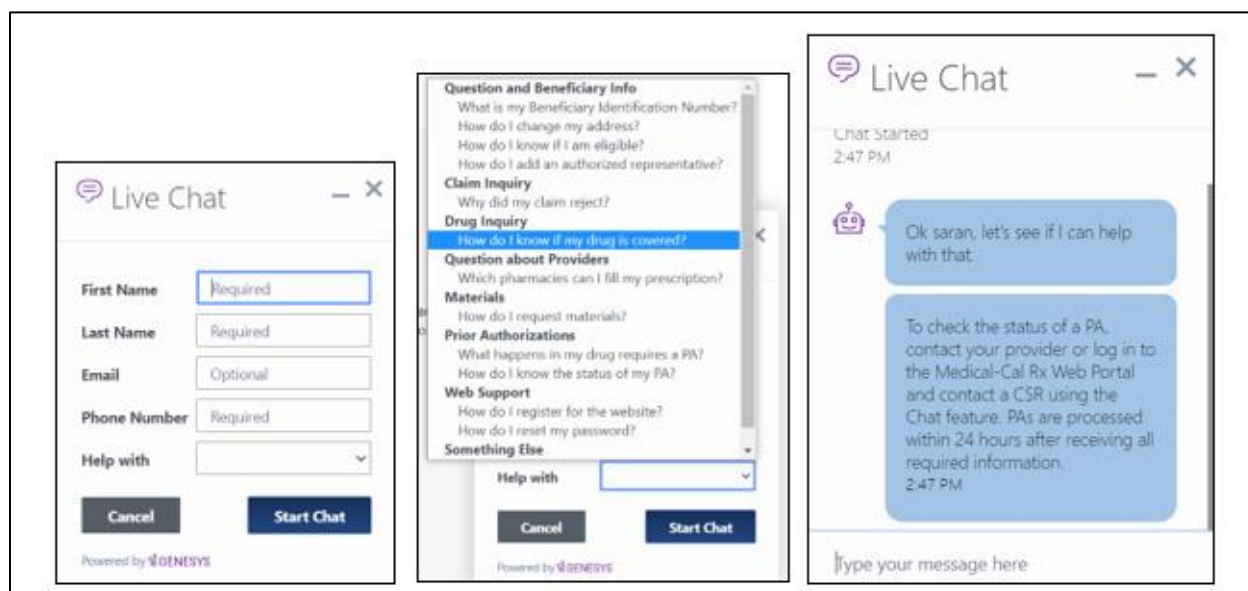 Live Chat
First Name
Required
Last Name
Required
Email
Optional
Phone Number
Required
Help with
Cancel
Start Chat
Powered by GENESYS
Question and Beneficiary Info
What is my Beneficiary Identification Number?
How do I change my address?
How do I know if I am eligible?
How do I add an authorized representative?
Claim Inquiry
Why did my claim reject?
Drug Inquiry
How do I know if my drug is covered?
Question about Providers
Which pharmacies can I fill my prescription?
Materials
How do I request materials?
Prior Authorizations
What happens in my drug requires a PA?
How do I know the status of my PA?
Web Support
How do I register for the website?
How do I reset my password?
Something Else
Help with
Cancel
Start Chat
Powered by GENESYS
Live Chat
Chat Started
2:47 PM
Ok saran, let's see if I can help
with that.
To check the status of a PA,
contact your provider or log in to
the Medical-Cal Rx Web Portal
and contact a CSR using the
Chat feature. PAs are processed
within 24 hours after receiving all
required information.
2:47 PM
Type your message here